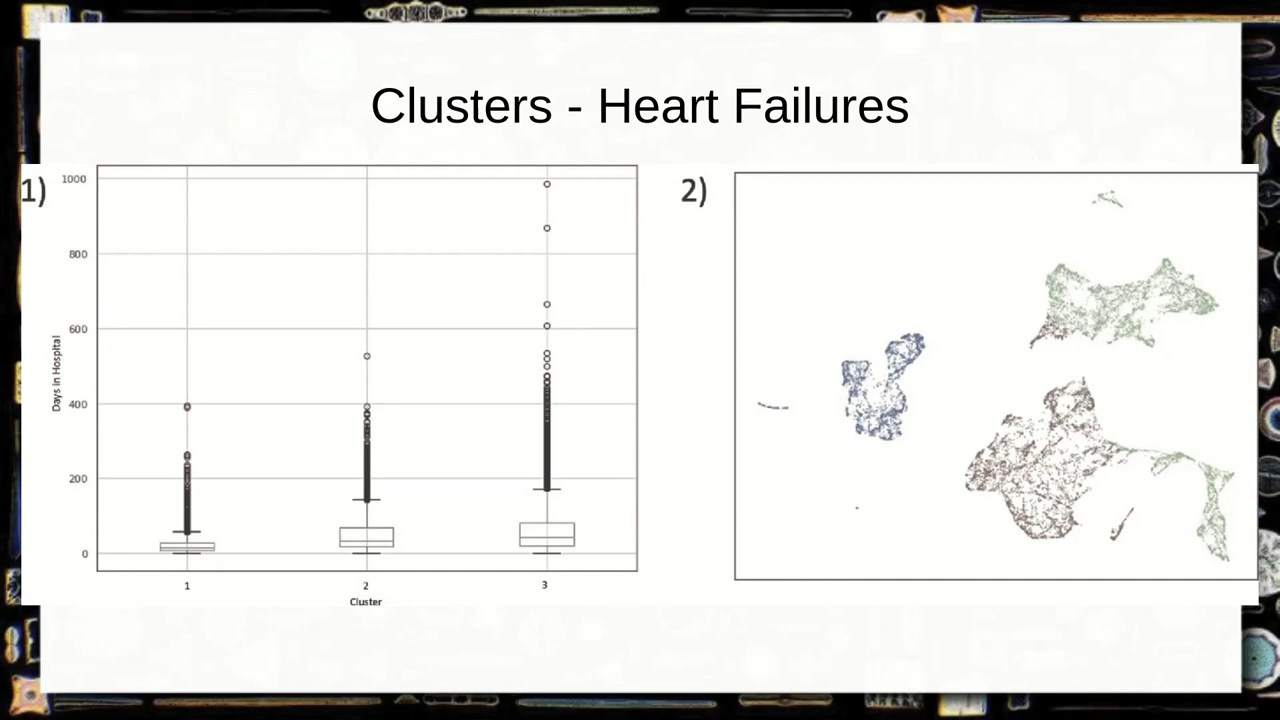 Clusters - Heart Failures
1)
1000
800
600
400
200
0
Days in Hospital
1 2 3
Cluster
2)